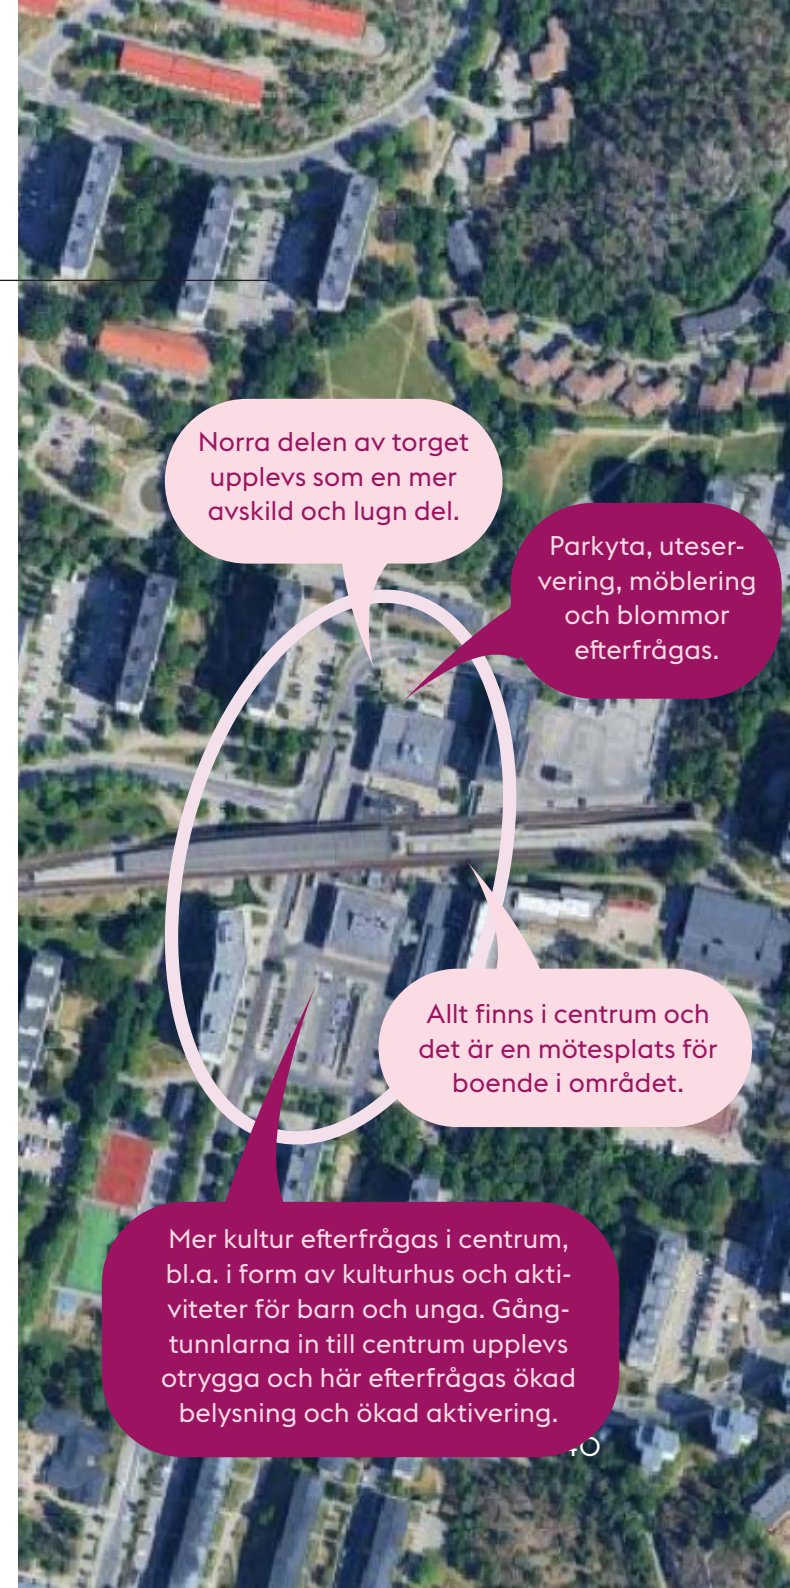 Norra delen av torget
upplevs som en mer
avskild och lugn del.
Parkyta, uteser-
vering, möblering
och blommor
efterfrågas.
Allt finns i centrum och
det är en mötesplats för
boende i området.
Mer kultur efterfrågas i centrum,
bl.a. i form av kulturhus och akti-
viteter för barn och unga. Gång-
tunnlarna in till centrum upplevs
otrygga och här efterfrågas ökad
belysning och ökad aktivering.